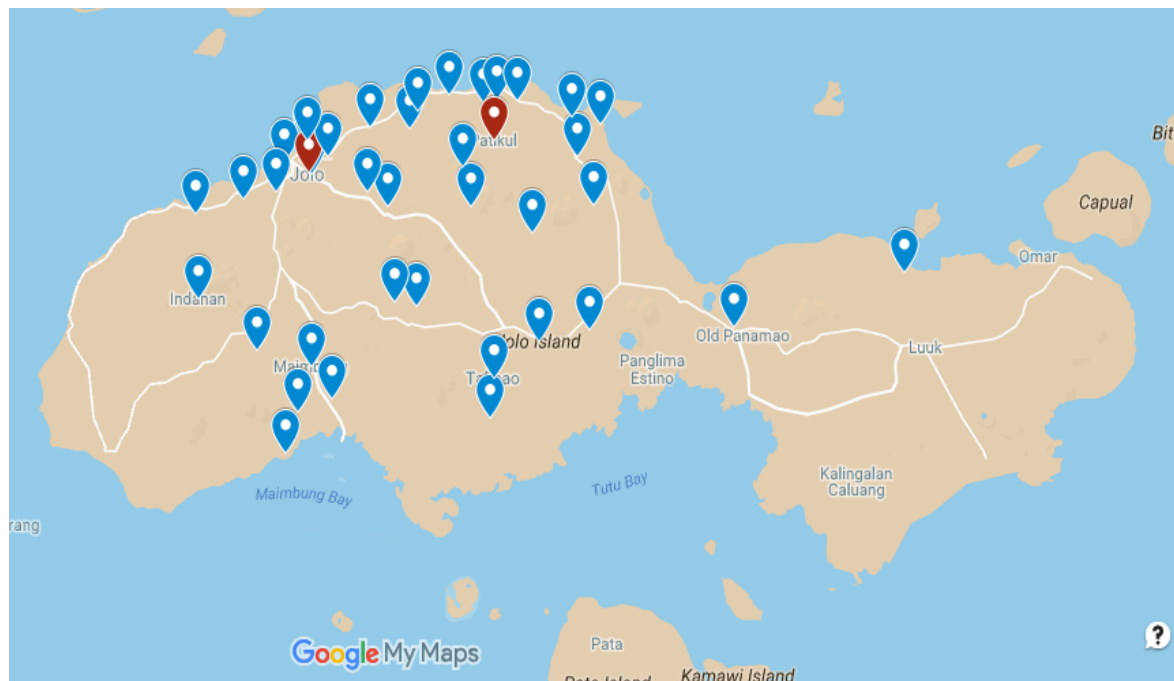 Bit
Patikul
Jolo
Capual
Omar
Indanan
Old Panamao
Jolo Island
Luuk
Panglima
Estino
Kalingalan
Caluang
Tutu Bay
Maimbung Bay
rang
Pata
Google My Maps
Kamawi Island
?